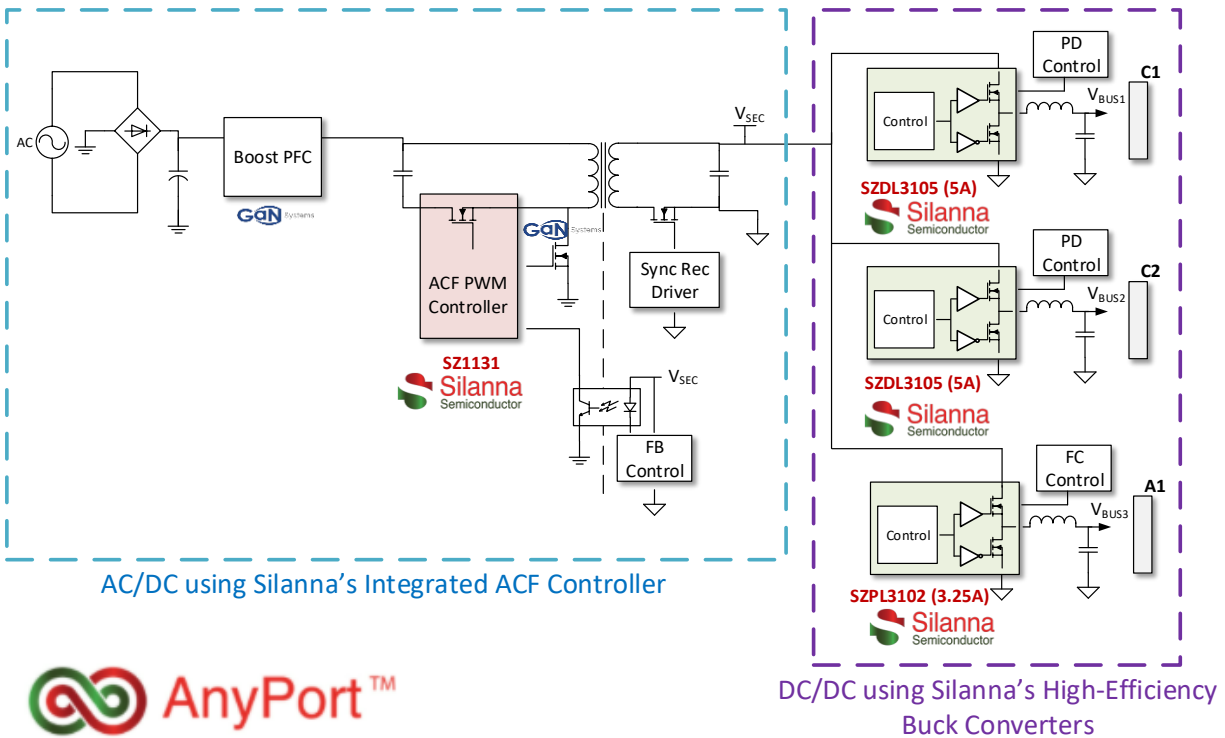 AC
Boost PFC
GaN Systems
ACF PWM
Controller
SZ1131
Silanna
Semiconductor
GaN Systems
Sync Rec
Driver
VSEC
VSEC
FB
Control
AC/DC using Silanna's Integrated ACF Controller
PD
Control
C1
Control
VBUS1
SZDL3105 (5A)
Silanna
Semiconductor
PD
Control
C2
Control
VBUS2
SZDL3105 (5A)
Silanna
Semiconductor
FC
Control
A1
Control
VBUS3
SZPL3102 (3.25A)
Silanna
Semiconductor
DC/DC using Silanna's High-Efficiency
Buck Converters
AnyPort™